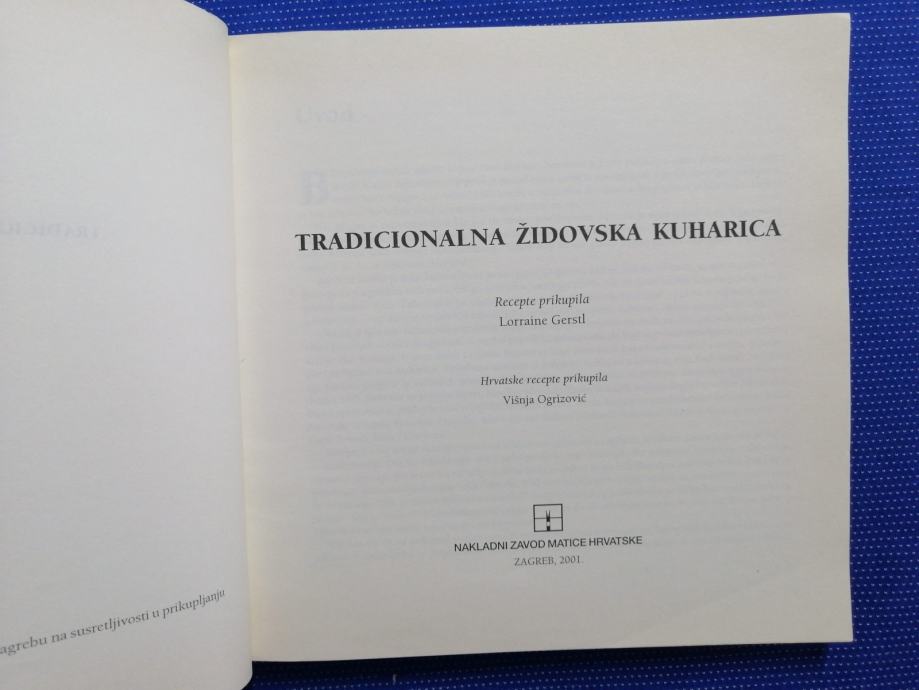 agrebu na susretljivosti u prikupljanju
TRADICIONALNA ŽIDOVSKA KUHARICA
Recepte prikupila
Lorraine Gerstl
Hrvatske recepte prikupila
Višnja Ogrizović
NAKLADNI ZAVOD MATICE HRVATSKE
ZAGREB, 2001.